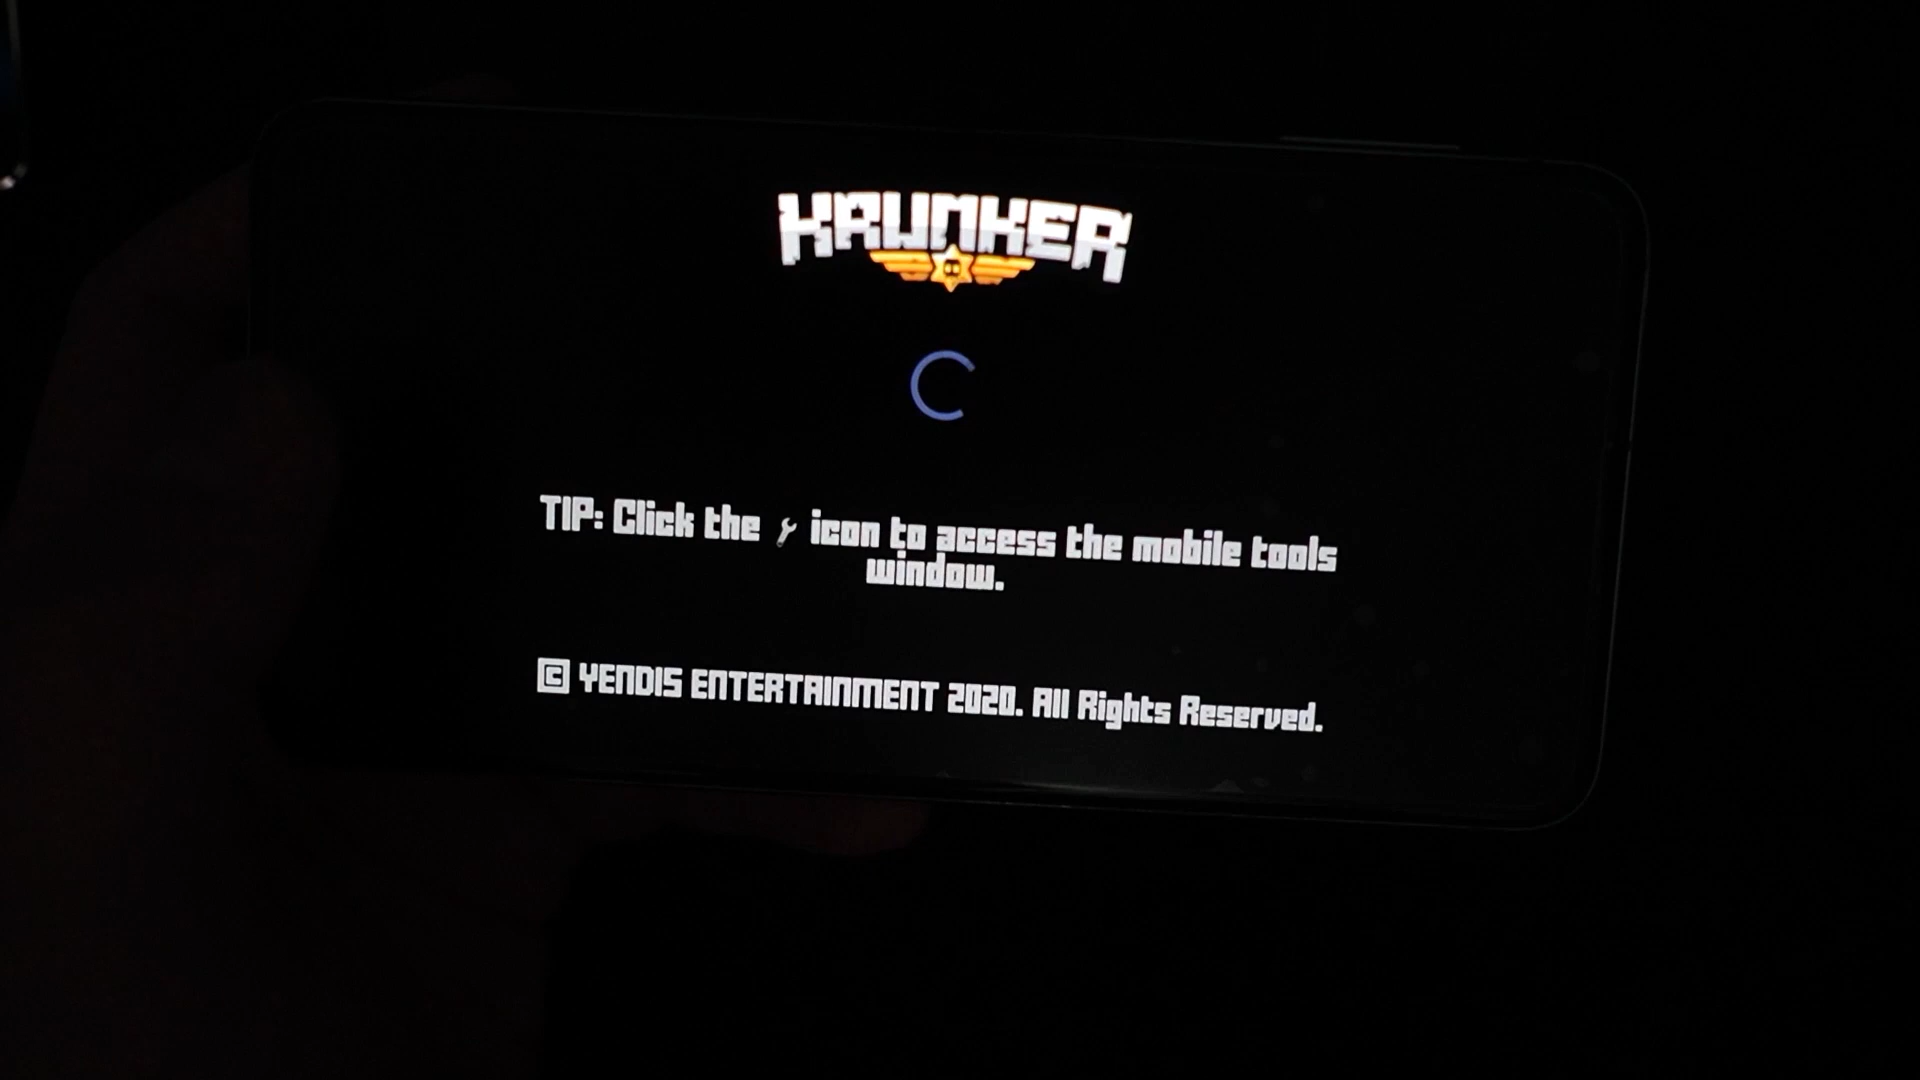 KRUNKER
TIP: Click the icon to access the mobile tools
window.
© YENDIS ENTERTAINMENT 2020. All Rights Reserved.